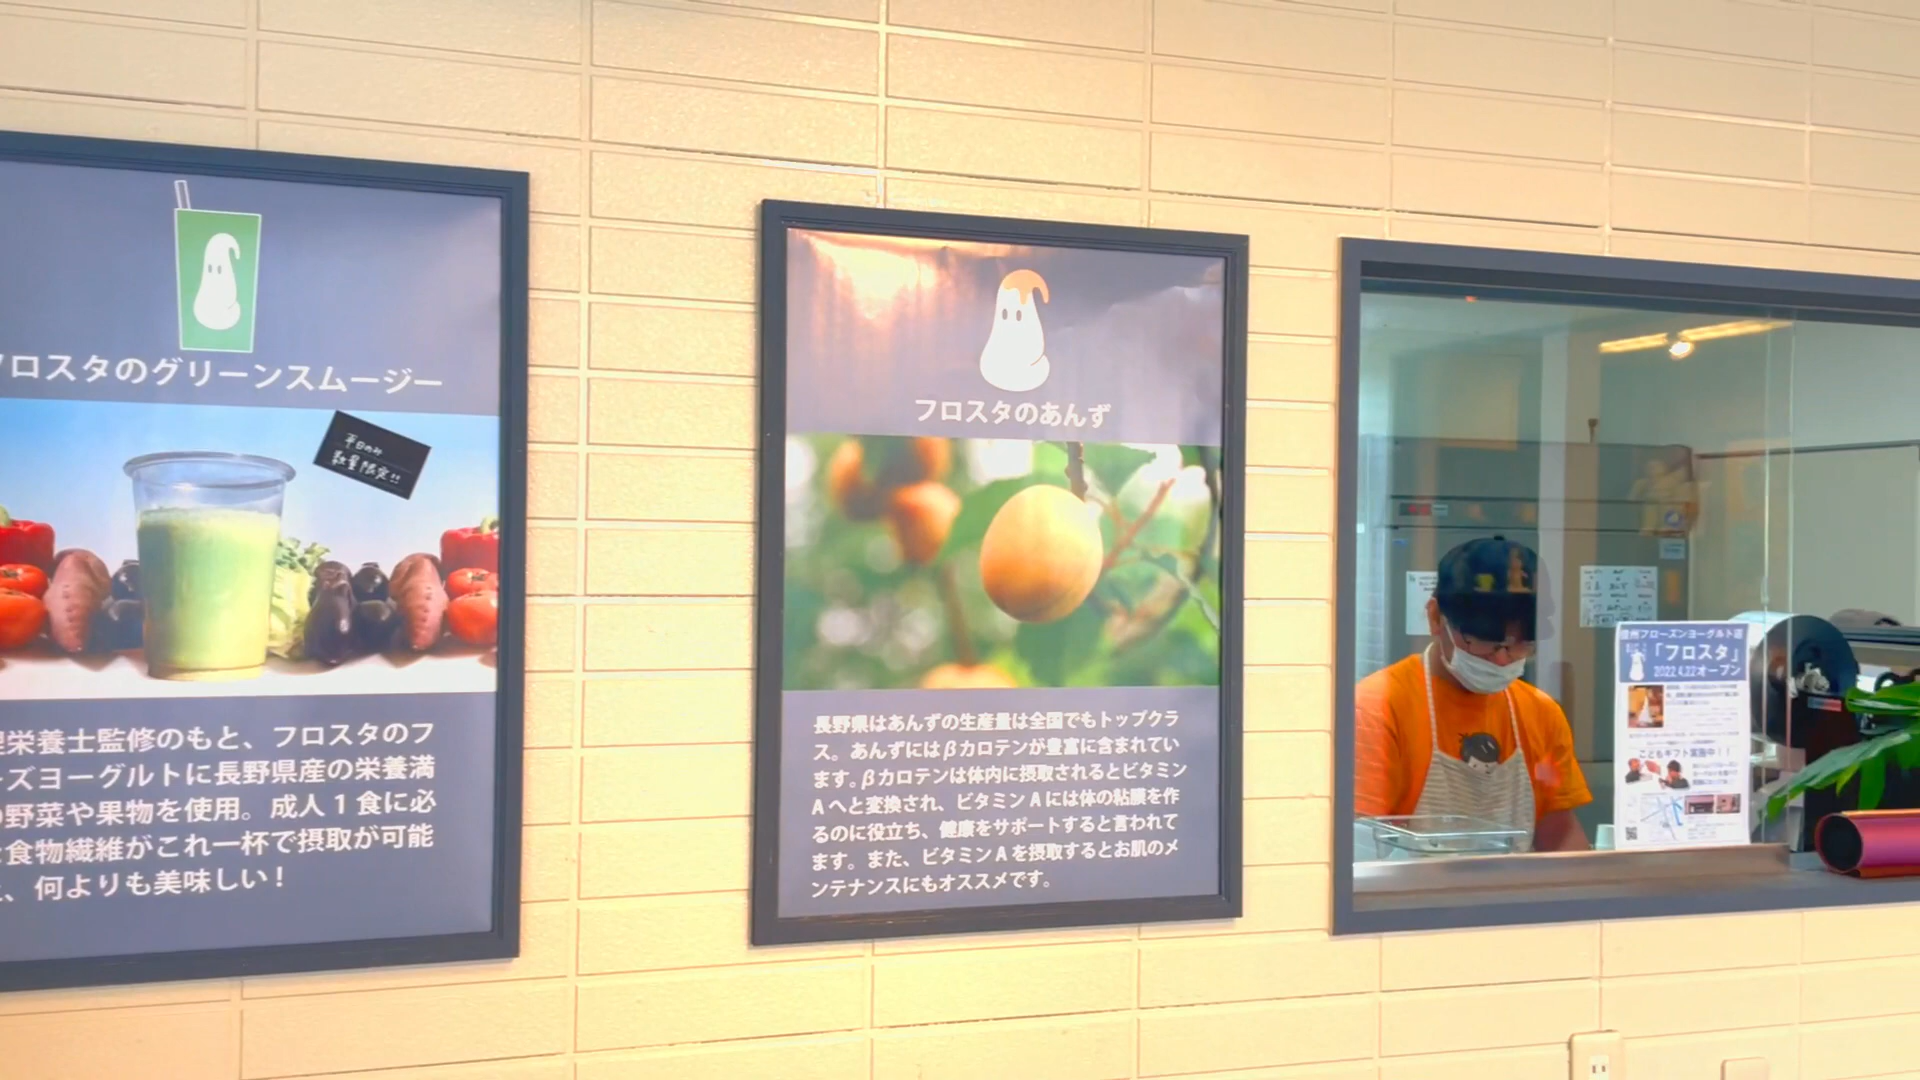 フロスタのグリーンスムージー
平日のみ
数量限定!!
理栄養士監修のもと、フロスタのフ
ーズヨーグルトに長野県産の栄養満
の野菜や果物を使用。成人1食に必
な食物繊維がこれ一杯で摂取が可能
、何よりも美味しい！
フロスタのあんず
長野県はあんずの生産量は全国でもトップクラ
ス。あんずにはβカロテンが豊富に含まれてい
ます。βカロテンは体内に摂取されるとビタミン
Aへと変換され、ビタミンAには体の粘膜を作
るのに役立ち、健康をサポートすると言われて
ます。また、ビタミンAを摂取するとお肌のメ
ンテナンスにもオススメです。
信州フローズンヨーグルト店
「フロスタ」
2022.4.22オープン
こどもギフト実施中！！